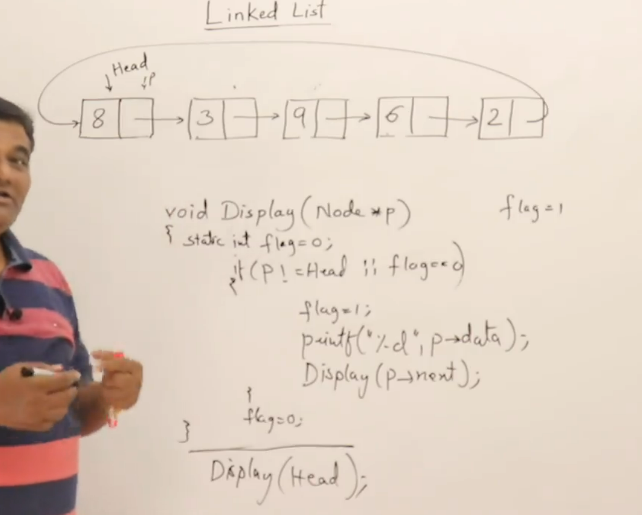 Linked List
Head
p
8 3 9 6 2
void Display(Node *p)
flag=1
{ static int flag=0;
if(p!=Head || flag==0)
{
flag=1;
printf("%d", p→data);
Display(p→next);
}
flag=0;
}
Display(Head);